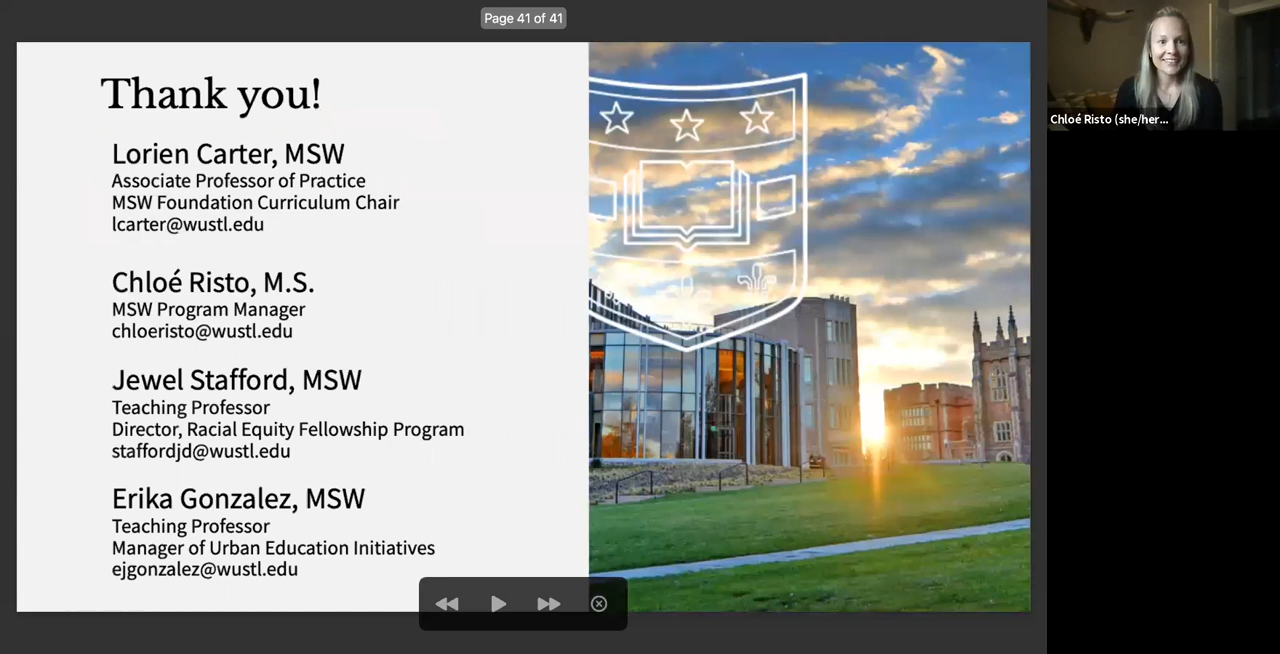 Page 41 of 41
Thank you!
Lorien Carter, MSW
Associate Professor of Practice
MSW Foundation Curriculum Chair
lcarter@wustl.edu
Chloé Risto, M.S.
MSW Program Manager
chloeristo@wustl.edu
Jewel Stafford, MSW
Teaching Professor
Director, Racial Equity Fellowship Program
staffordjd@wustl.edu
Erika Gonzalez, MSW
Teaching Professor
Manager of Urban Education Initiatives
ejgonzalez@wustl.edu
Chloé Risto (she/her...